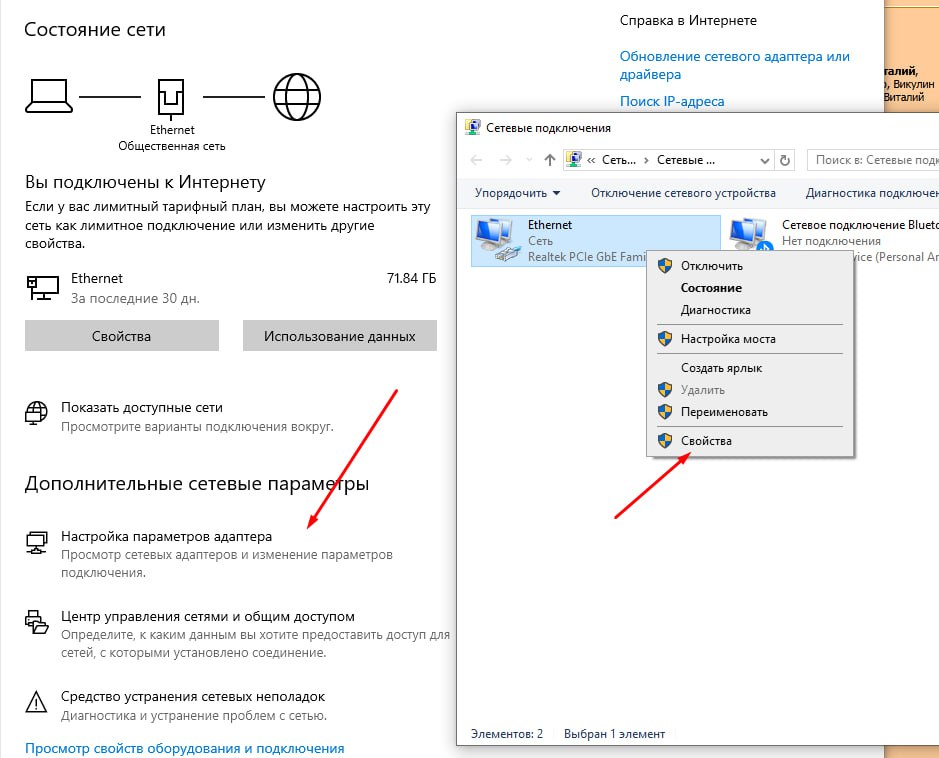 Состояние сети
Ethernet
Общественная сеть
Вы подключены к Интернету
Если у вас лимитный тарифный план, вы можете настроить эту
сеть как лимитное подключение или изменить другие
свойства.
Ethernet
71.84 ГБ
За последние 30 дн.
Свойства
Использование данных
Показать доступные сети
Просмотрите варианты подключения вокруг.
Дополнительные сетевые параметры
Настройка параметров адаптера
Просмотр сетевых адаптеров и изменение параметров
подключения.
Центр управления сетями и общим доступом
Определите, к каким данным вы хотите предоставить доступ для
сетей, с которыми установлено соединение.
Средство устранения сетевых неполадок
Диагностика и устранение проблем с сетью.
Просмотр свойств оборудования и подключения
Справка в Интернете
Обновление сетевого адаптера или
драйвера
Поиск IP-адреса
талий,
, Викулин
Виталий
Сетевые подключения
« Сеть... › Сетевые ...
Поиск в: Сетевые под
Упорядочить
Отключение сетевого устройства
Диагностика подключен
Ethernet
Сеть
Realtek PCIe GbE Fami
Сетевое подключение Blueto
Нет подключения
vice (Personal Ar
Отключить
Состояние
Диагностика
Настройка моста
Создать ярлык
Удалить
Переименовать
Свойства
Элементов: 2
Выбран 1 элемент